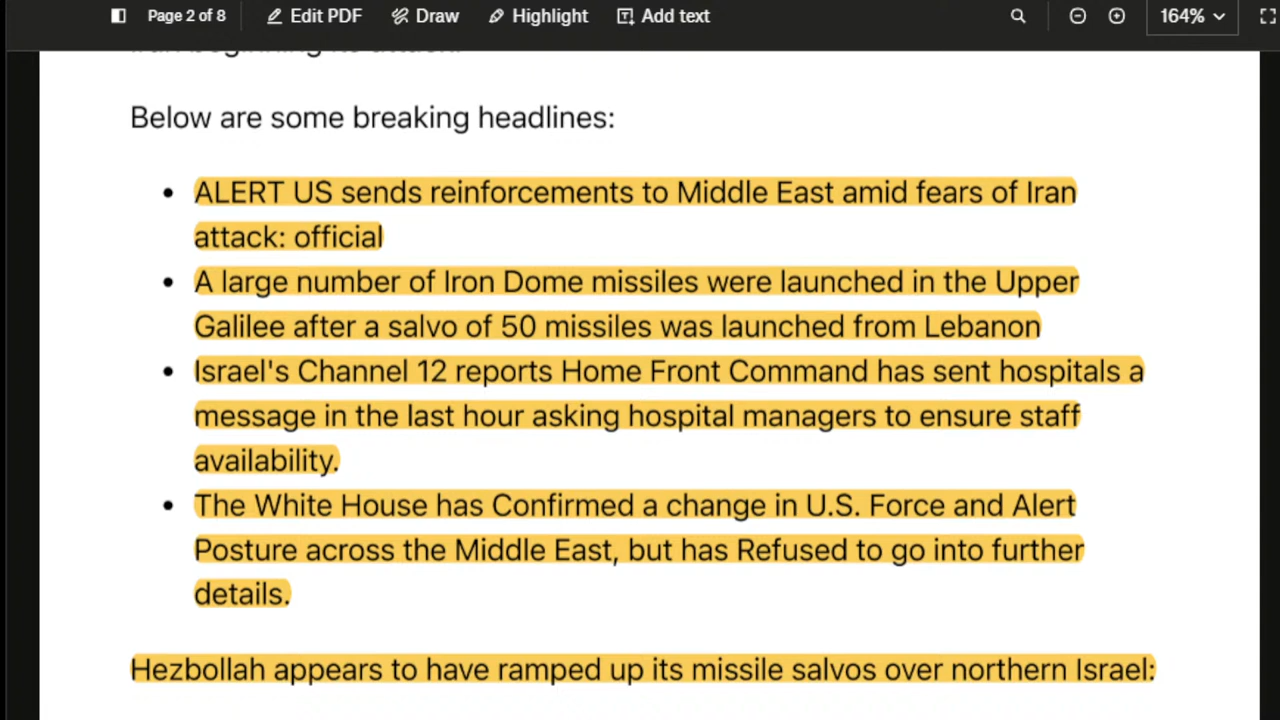 Page 2 of 8 Edit PDF Draw Highlight Add text 164%
Below are some breaking headlines:
• ALERT US sends reinforcements to Middle East amid fears of Iran
attack: official
• A large number of Iron Dome missiles were launched in the Upper
Galilee after a salvo of 50 missiles was launched from Lebanon
• Israel's Channel 12 reports Home Front Command has sent hospitals a
message in the last hour asking hospital managers to ensure staff
availability.
• The White House has Confirmed a change in U.S. Force and Alert
Posture across the Middle East, but has Refused to go into further
details.
Hezbollah appears to have ramped up its missile salvos over northern Israel: